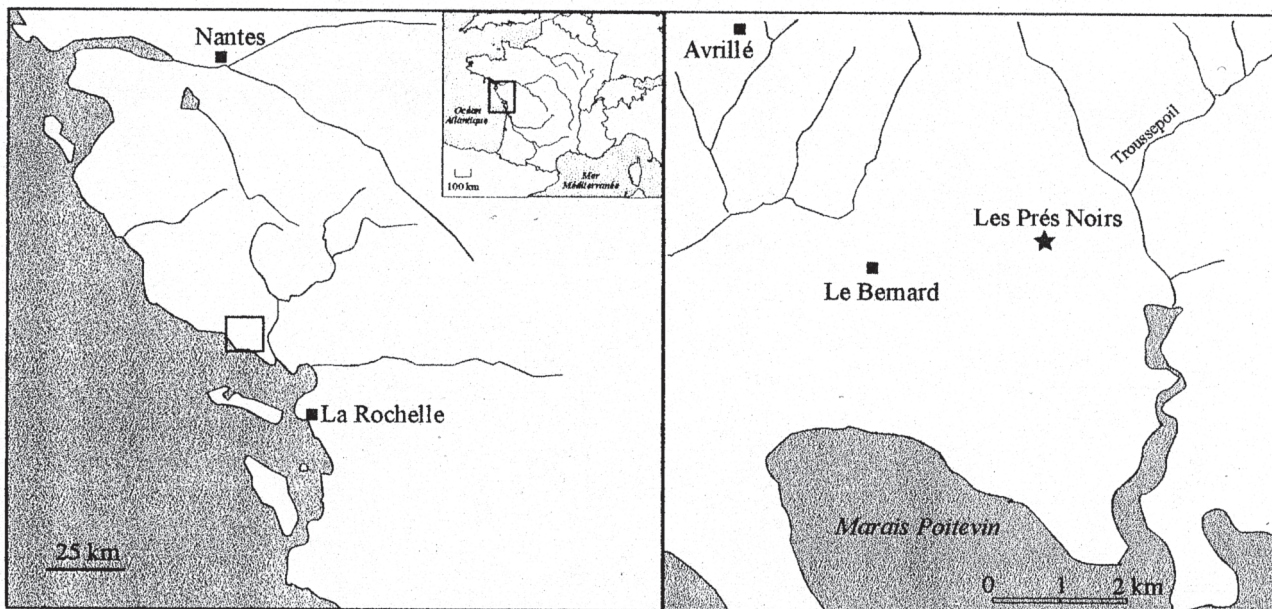 Nantes
Océan
Atlantique
Mer
Méditerranée
100 km
La Rochelle
25 km
Avrillé
Troussepoil
Les Prés Noirs
Le Bernard
Marais Poitevin
0 1 2 km